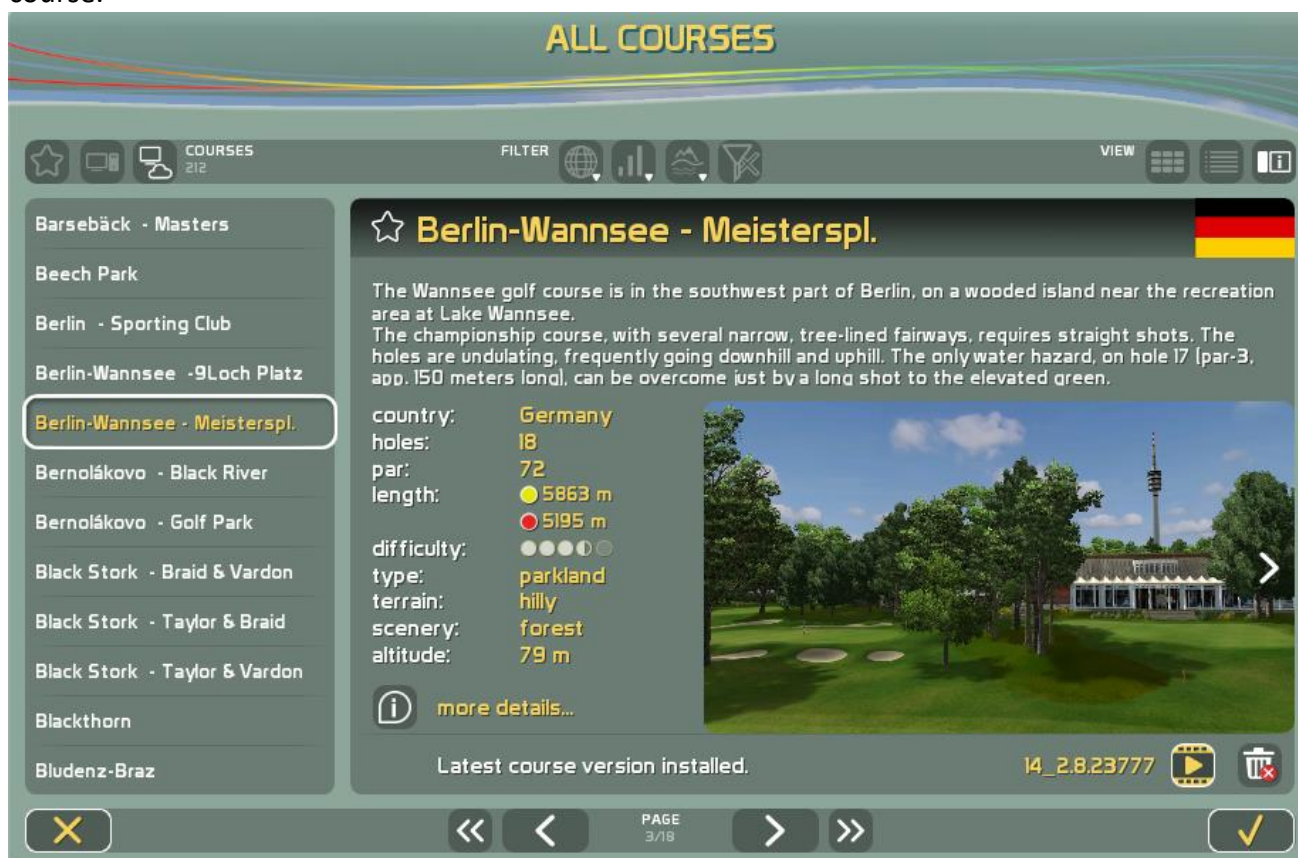 course.
ALL COURSES
COURSES
212
FILTER
VIEW
Barsebäck - Masters
Beech Park
Berlin - Sporting Club
Berlin-Wannsee -9Loch Platz
Berlin-Wannsee - Meisterspl.
Bernolákovo - Black River
Bernolákovo - Golf Park
Black Stork - Braid & Vardon
Black Stork - Taylor & Braid
Black Stork - Taylor & Vardon
Blackthorn
Bludenz-Braz
Berlin-Wannsee - Meisterspl.
The Wannsee golf course is in the southwest part of Berlin, on a wooded island near the recreation
area at Lake Wannsee.
The championship course, with several narrow, tree-lined fairways, requires straight shots. The
holes are undulating, frequently going downhill and uphill. The only water hazard, on hole 17 (par-3,
app. 150 meters long), can be overcome just by a long shot to the elevated green.
country: Germany
holes: 18
par: 72
length: 5863 m
5195 m
difficulty:
type: parkland
terrain: hilly
scenery: forest
altitude: 79 m
more details...
Latest course version installed.
14_2.8.23777
PAGE
3/18